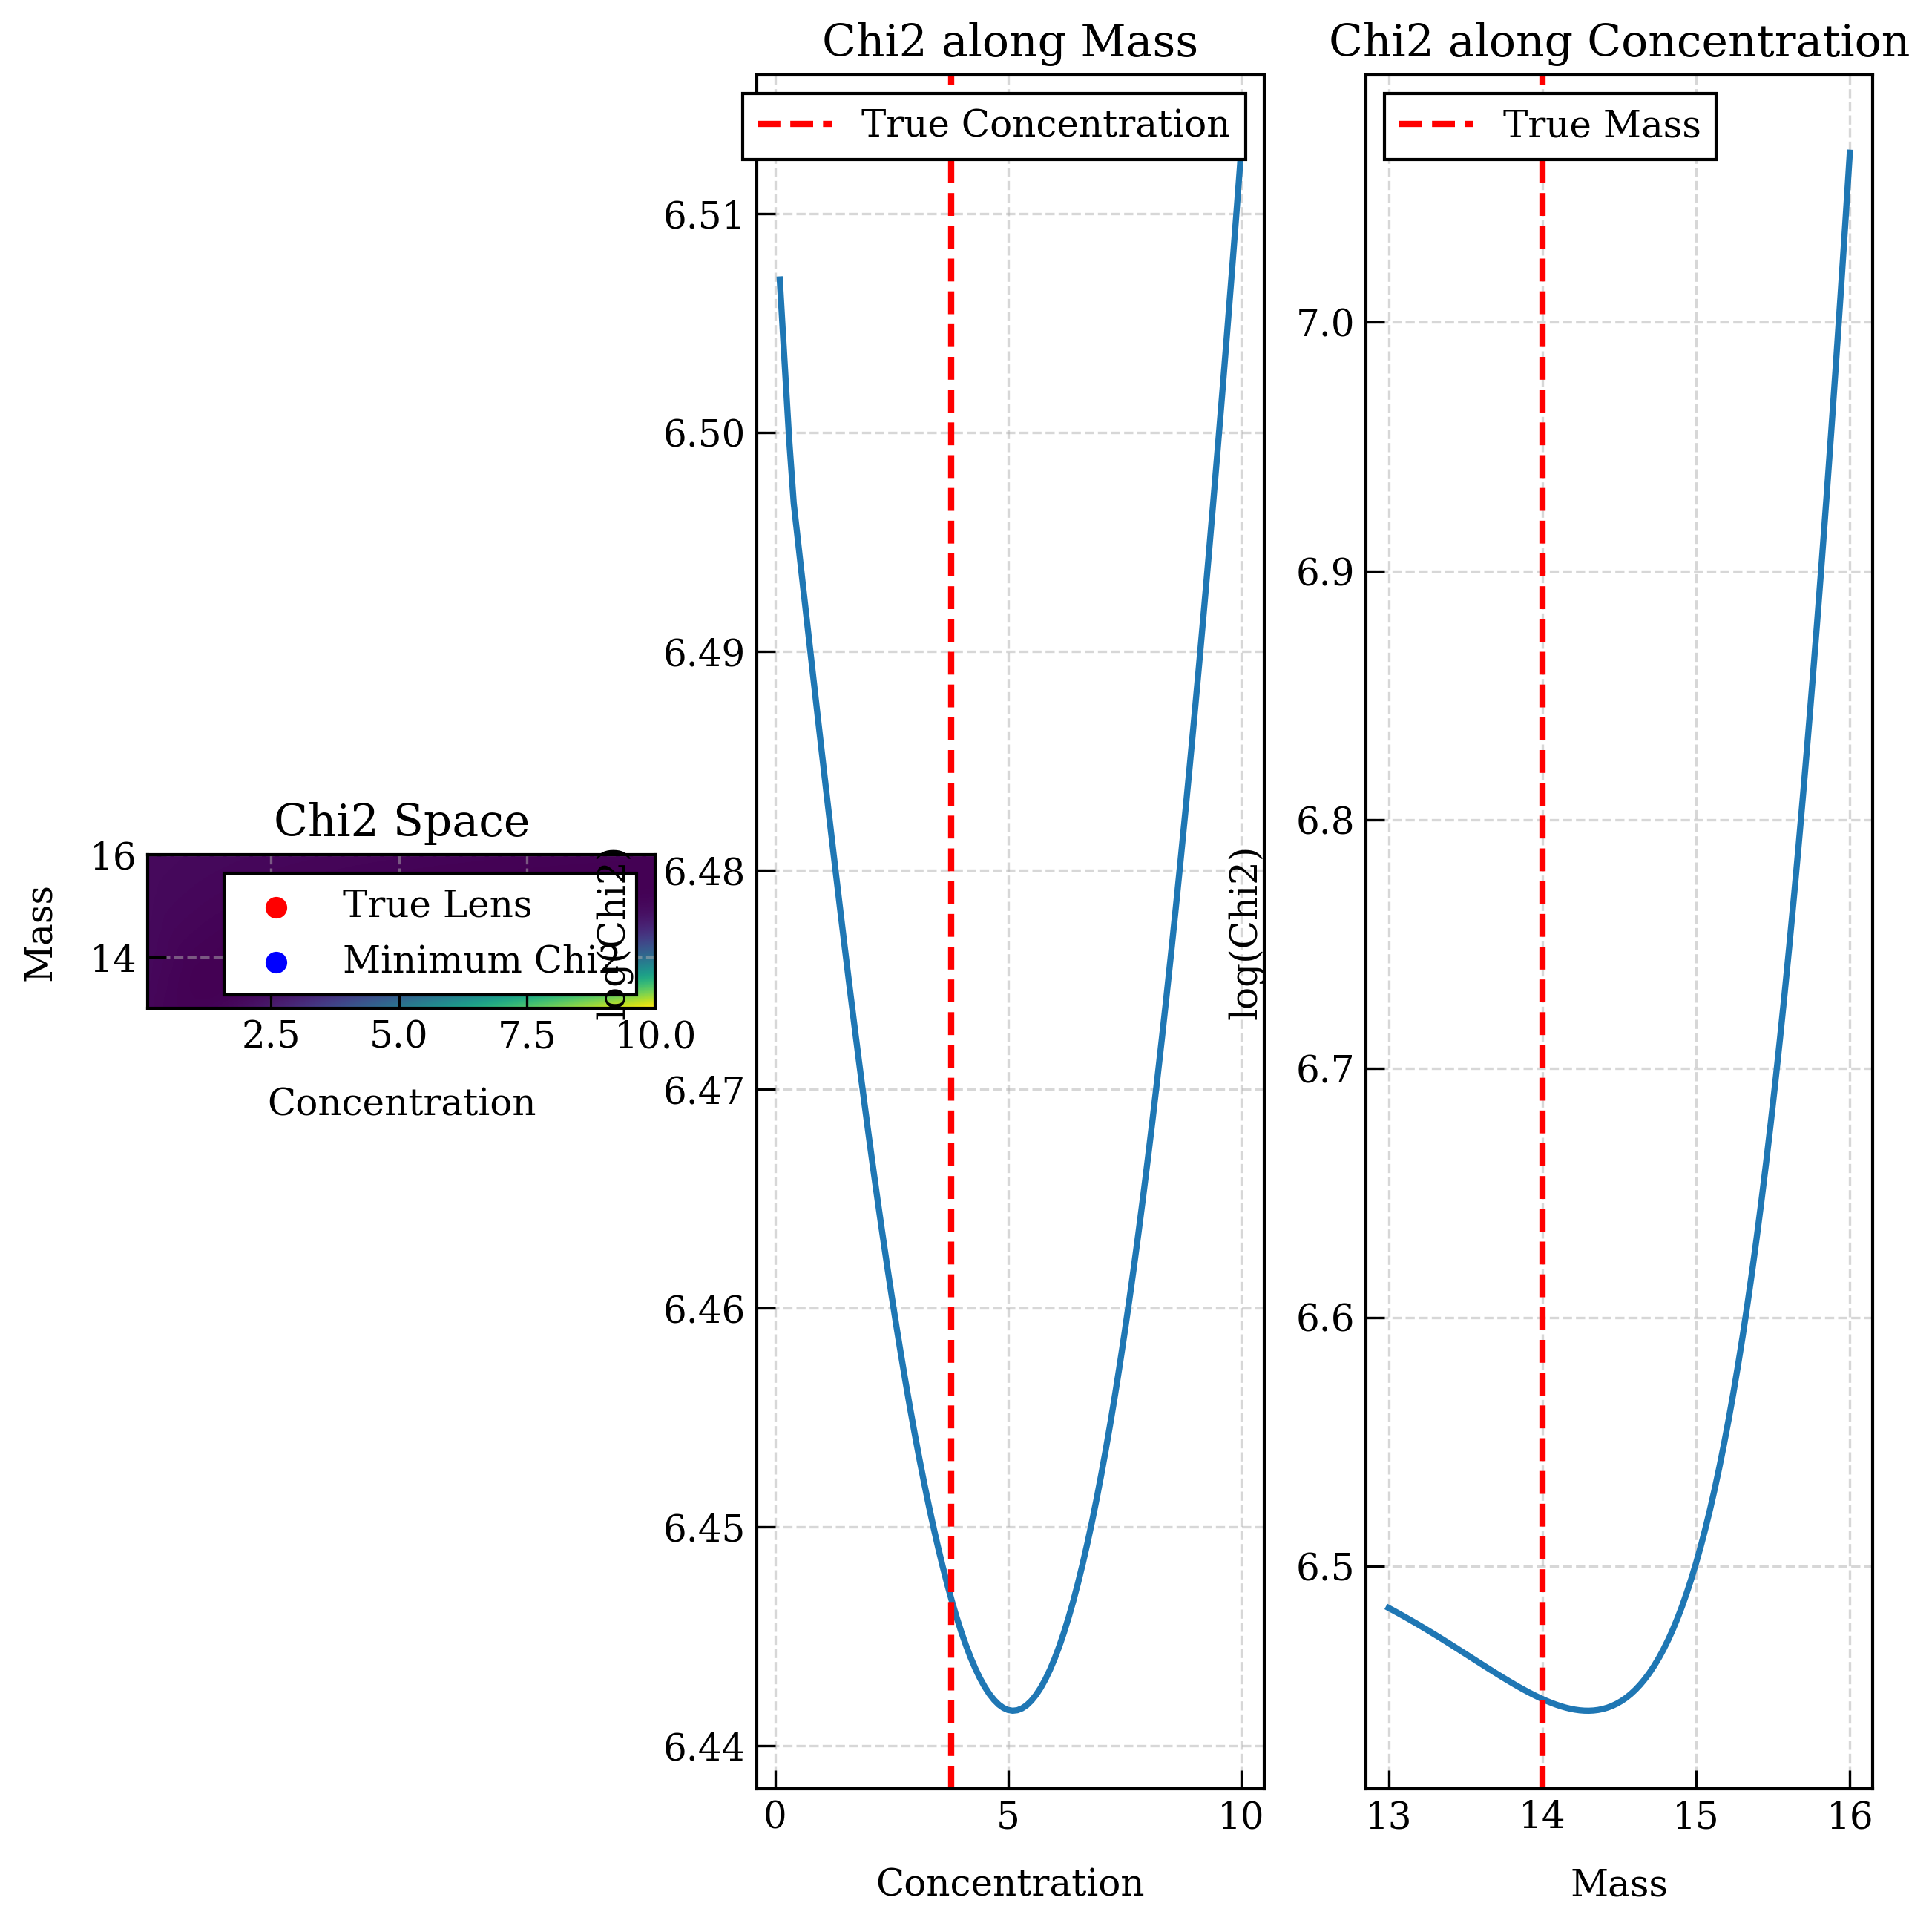 Chi2 Space
Mass
16
14
True Lens
Minimum Chi2
2.5
5.0
7.5
10.0
Concentration
Chi2 along Mass
True Concentration
log(Chi2)
6.51
6.50
6.49
6.48
6.47
6.46
6.45
6.44
0
5
10
Concentration
Chi2 along Concentration
True Mass
log(Chi2)
7.0
6.9
6.8
6.7
6.6
6.5
13
14
15
16
Mass